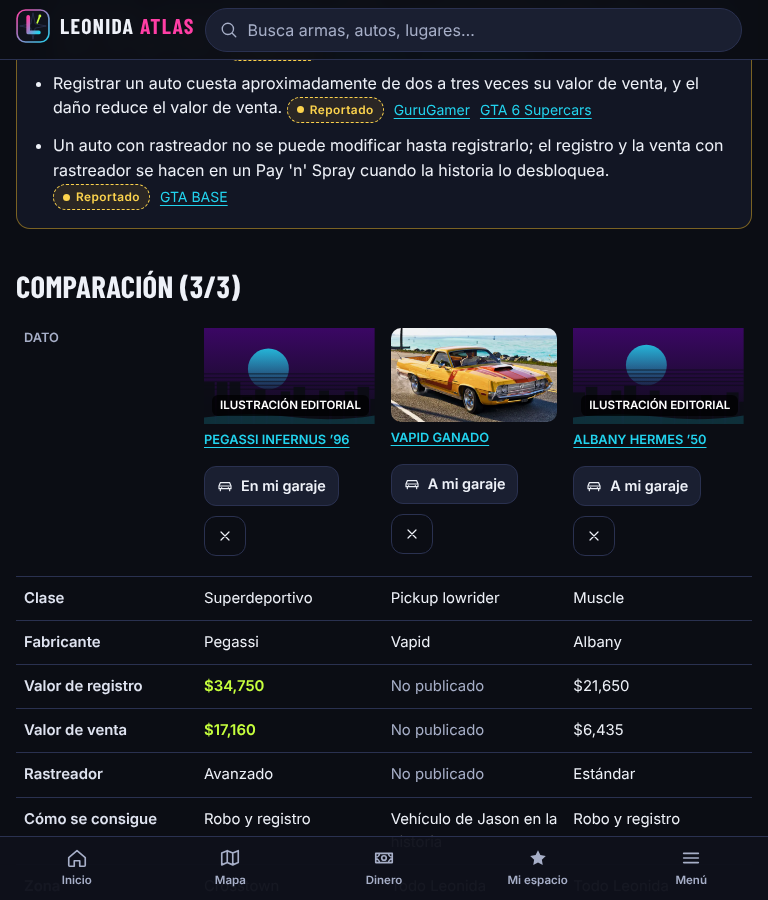 LEONIDA ATLAS
Busca armas, autos, lugares...
• Registrar un auto cuesta aproximadamente de dos a tres veces su valor de venta, y el
daño reduce el valor de venta. Reportado GuruGamer GTA 6 Supercars
• Un auto con rastreador no se puede modificar hasta registrarlo; el registro y la venta con
rastreador se hacen en un Pay 'n' Spray cuando la historia lo desbloquea.
Reportado GTA BASE
COMPARACIÓN (3/3)
DATO
ILUSTRACIÓN EDITORIAL ILUSTRACIÓN EDITORIAL
PEGASSI INFERNUS ’96 VAPID GANADO ALBANY HERMES ’50
En mi garaje A mi garaje A mi garaje
Clase Superdeportivo Pickup lowrider Muscle
Fabricante Pegassi Vapid Albany
Valor de registro $34,750 No publicado $21,650
Valor de venta $17,160 No publicado $6,435
Rastreador Avanzado No publicado Estándar
Cómo se consigue Robo y registro Vehículo de Jason en la Robo y registro
historia
Zona Todo Leonida Todo Leonida
Inicio Mapa Dinero Mi espacio Menú